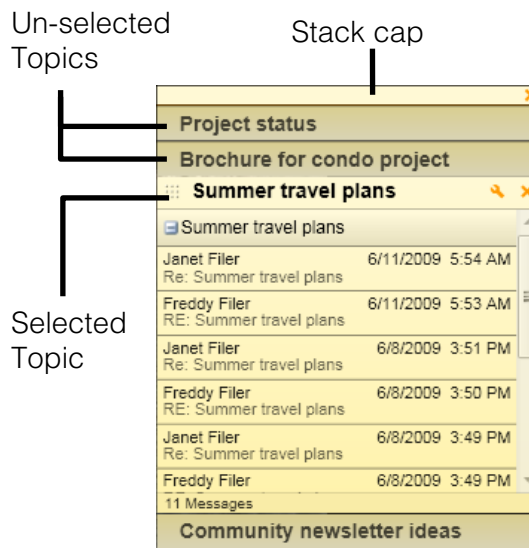 Un-selected
Topics
Stack cap
Project status
Brochure for condo project
Summer travel plans
Summer travel plans
Janet Filer 6/11/2009 5:54 AM
Re: Summer travel plans
Freddy Filer 6/11/2009 5:53 AM
RE: Summer travel plans
Selected
Topic
Janet Filer 6/8/2009 3:51 PM
Re: Summer travel plans
Freddy Filer 6/8/2009 3:50 PM
RE: Summer travel plans
Janet Filer 6/8/2009 3:49 PM
Re: Summer travel plans
Freddy Filer 6/8/2009 3:49 PM
11 Messages
Community newsletter ideas